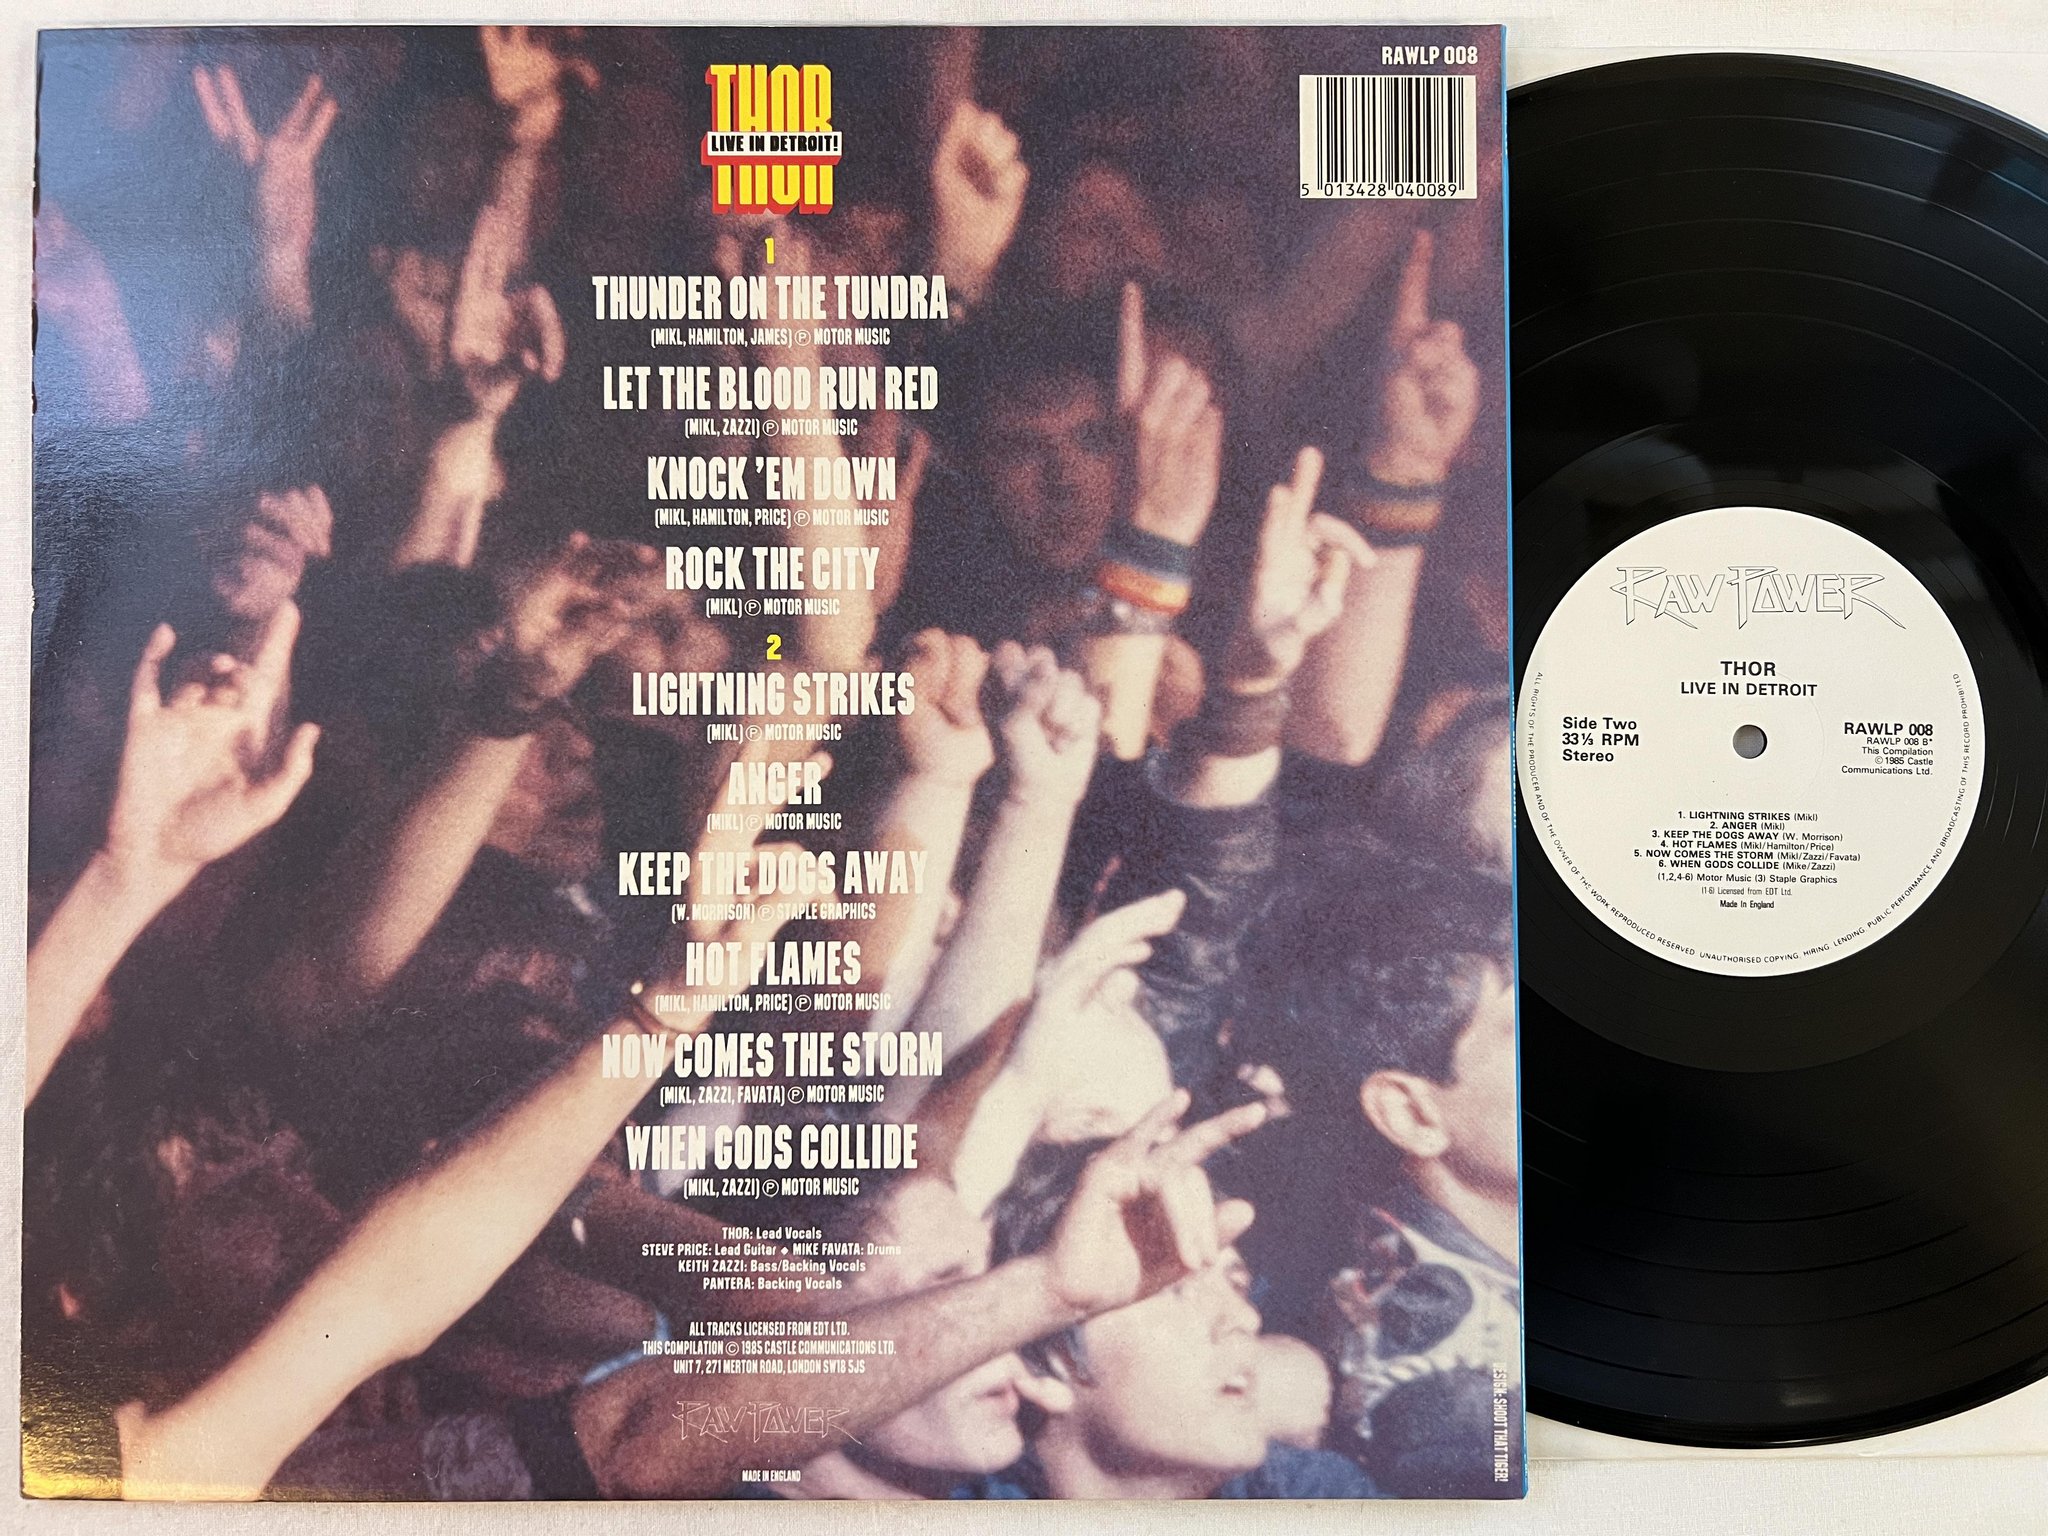 RAWLP 008
5 013428 040089
THOR
LIVE IN DETROIT!
THOR
1
THUNDER ON THE TUNDRA
(MIKL, HAMILTON, JAMES) Ⓟ MOTOR MUSIC
LET THE BLOOD RUN RED
(MIKL, ZAZZI) Ⓟ MOTOR MUSIC
KNOCK 'EM DOWN
(MIKL, HAMILTON, PRICE) Ⓟ MOTOR MUSIC
ROCK THE CITY
(MIKL) Ⓟ MOTOR MUSIC
2
LIGHTNING STRIKES
(MIKL) Ⓟ MOTOR MUSIC
ANGER
(MIKL) Ⓟ MOTOR MUSIC
KEEP THE DOGS AWAY
(W. MORRISON) Ⓟ STAPLE GRAPHICS
HOT FLAMES
(MIKL, HAMILTON, PRICE) Ⓟ MOTOR MUSIC
NOW COMES THE STORM
(MIKL, ZAZZI, FAVATA) Ⓟ MOTOR MUSIC
WHEN GODS COLLIDE
(MIKL, ZAZZI) Ⓟ MOTOR MUSIC
THOR: Lead Vocals
STEVE PRICE: Lead Guitar ◆ MIKE FAVATA: Drums
KEITH ZAZZI: Bass/Backing Vocals
PANTERA: Backing Vocals
ALL TRACKS LICENSED FROM EDT LTD.
THIS COMPILATION © 1985 CASTLE COMMUNICATIONS LTD.
UNIT 7, 271 MERTON ROAD, LONDON SW18 5JS
RAW POWER
MADE IN ENGLAND
DESIGN: SHOOT THAT TIGER!
RAW POWER
THOR
LIVE IN DETROIT
Side Two
33⅓ RPM
Stereo
RAWLP 008
RAWLP 008 B*
This Compilation
© 1985 Castle
Communications Ltd.
1. LIGHTNING STRIKES (Mikl)
2. ANGER (Mikl)
3. KEEP THE DOGS AWAY (W. Morrison)
4. HOT FLAMES (Mikl/Hamilton/Price)
5. NOW COMES THE STORM (Mikl/Zazzi/Favata)
6. WHEN GODS COLLIDE (Mike/Zazzi)
(1,2,4-6) Motor Music (3) Staple Graphics
(1-6) Licensed from EDT Ltd.
Made in England
ALL RIGHTS OF THE PRODUCER AND OF THE OWNER OF THE WORK REPRODUCED RESERVED. UNAUTHORISED COPYING, HIRING, LENDING, PUBLIC PERFORMANCE AND BROADCASTING OF THIS RECORD PROHIBITED